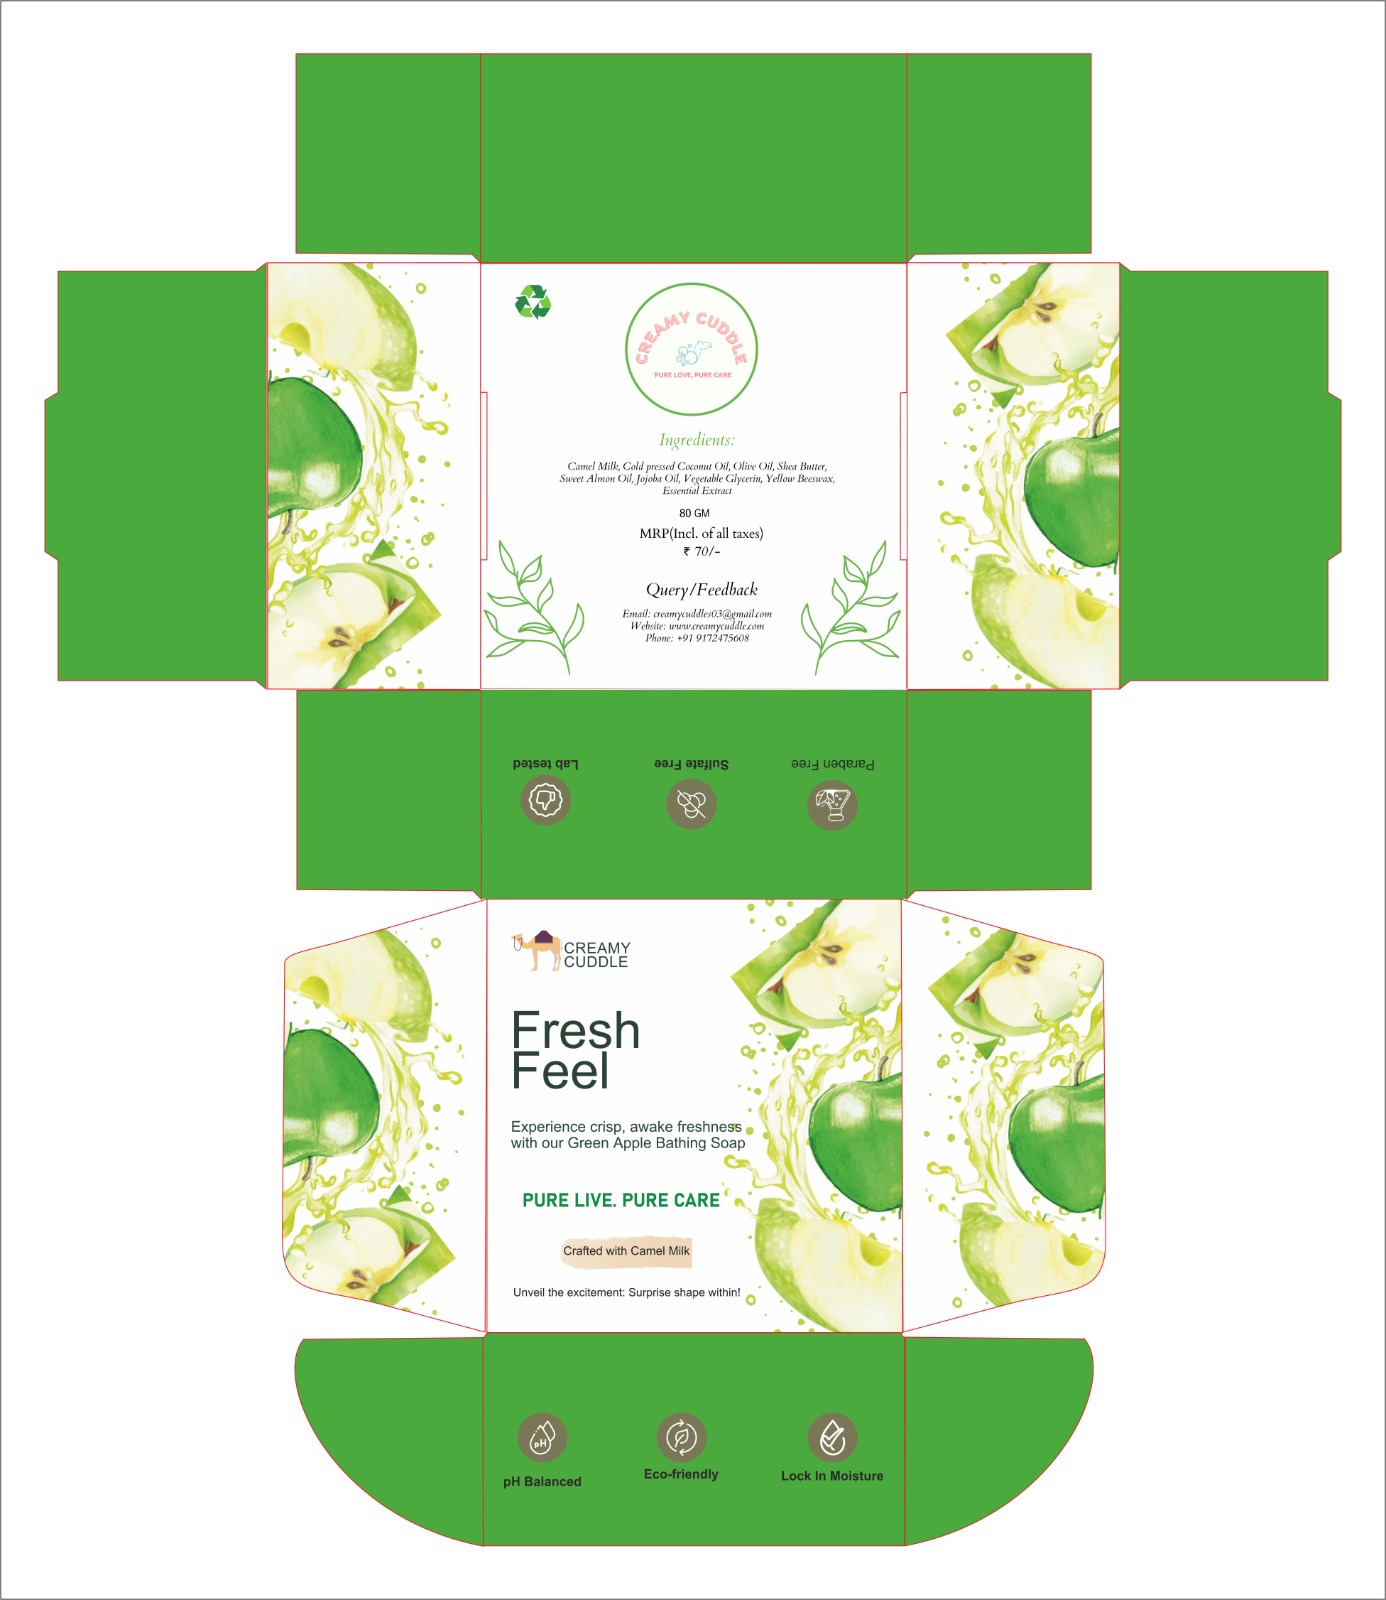 CREAMY CUDDLE
PURE LOVE, PURE CARE
Ingredients:
Camel Milk, Cold pressed Coconut Oil, Olive Oil, Shea Butter,
Sweet Almon Oil, Jojoba Oil, Vegetable Glycerin, Yellow Beeswax,
Essential Extract
80 GM
MRP(Incl. of all taxes)
₹ 70/-
Query/Feedback
Email: creamycuddles03@gmail.com
Website: www.creamycuddle.com
Phone: +91 9172475608
Lab tested
Sulfate Free
Paraben Free
CREAMY
CUDDLE
Fresh
Feel
Experience crisp, awake freshness
with our Green Apple Bathing Soap
PURE LIVE. PURE CARE
Crafted with Camel Milk
Unveil the excitement: Surprise shape within!
pH
pH Balanced
Eco-friendly
Lock In Moisture